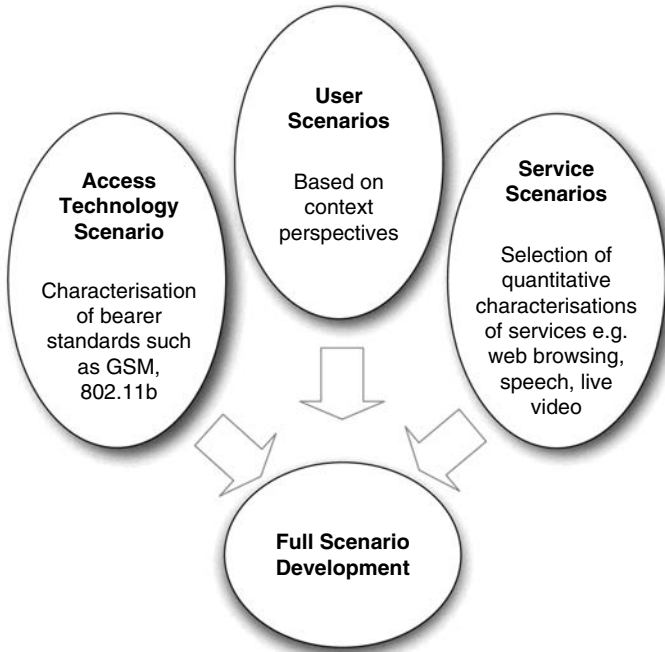 Access
Technology
Scenario
Characterisation
of bearer
standards such
as GSM,
802.11b
User
Scenarios
Based on
context
perspectives
Service
Scenarios
Selection of
quantitative
characterisations
of services e.g.
web browsing,
speech, live
video
Full Scenario
Development